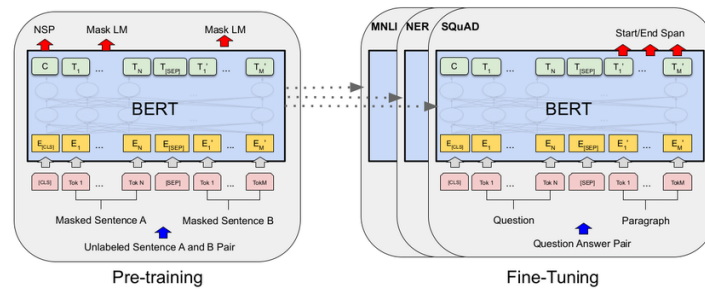 NSP Mask LM Mask LM
C T1 ... TN T[SEP] T1' ... TM'
BERT
E[CLS] E1 ... EN E[SEP] E1' ... EM'
[CLS] Tok 1 ... Tok N [SEP] Tok 1 ... TokM
Masked Sentence A Masked Sentence B
Unlabeled Sentence A and B Pair
Pre-training
MNLI NER SQuAD
Start/End Span
C T1 ... TN T[SEP] T1' ... TM'
BERT
E[CLS] E1 ... EN E[SEP] E1' ... EM'
[CLS] Tok 1 ... Tok N [SEP] Tok 1 ... TokM
Question Paragraph
Question Answer Pair
Fine-Tuning